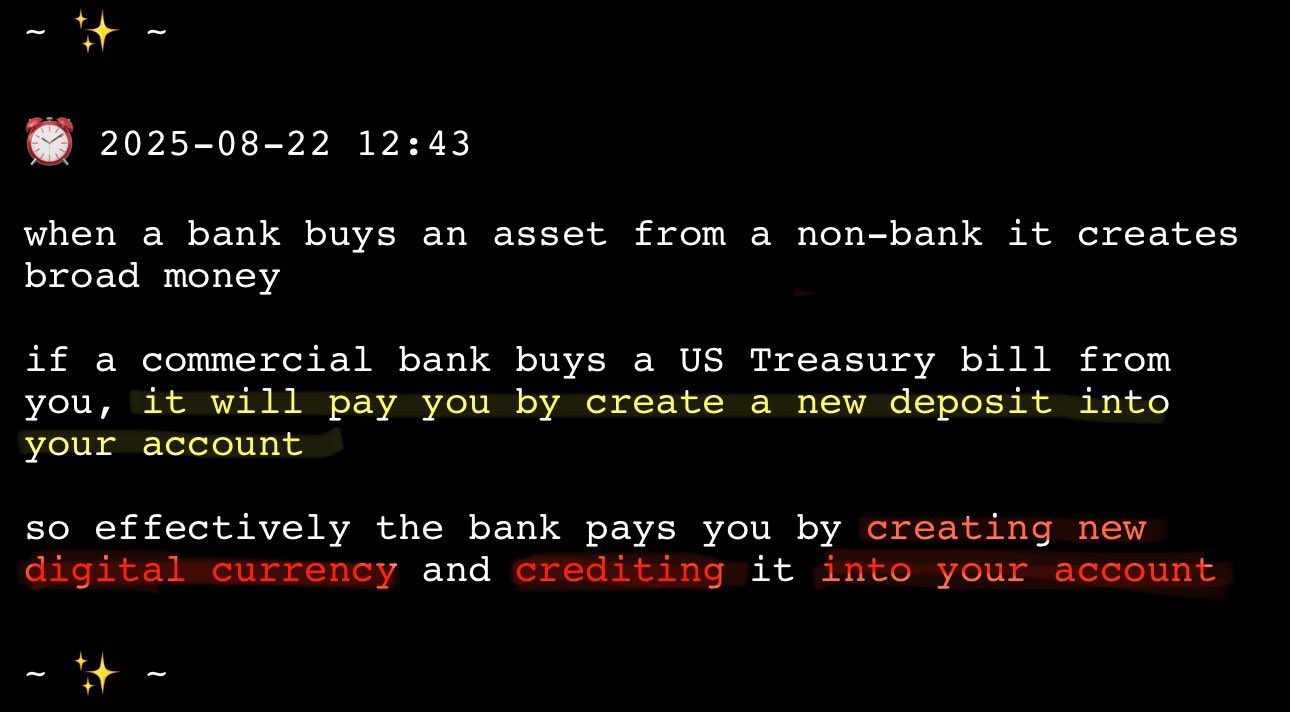 ~ ✨ ~
⏰ 2025-08-22 12:43
when a bank buys an asset from a non-bank it creates
broad money
if a commercial bank buys a US Treasury bill from
you, it will pay you by create a new deposit into
your account
so effectively the bank pays you by creating new
digital currency and crediting it into your account
~ ✨ ~